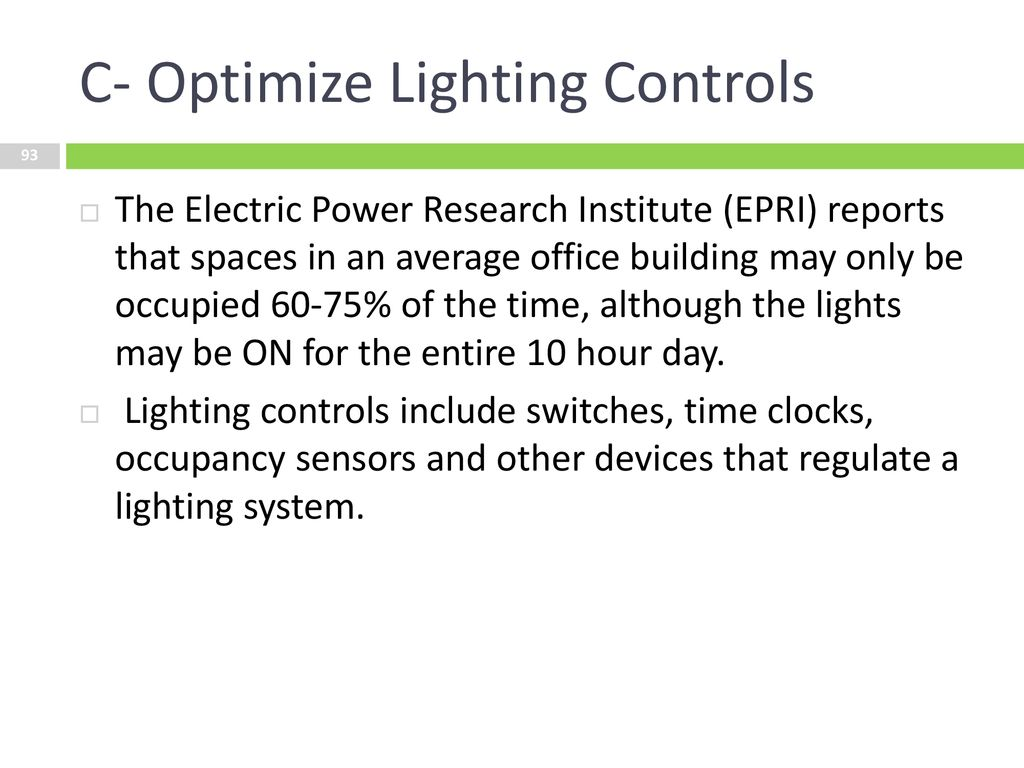 C- Optimize Lighting Controls
93
The Electric Power Research Institute (EPRI) reports
that spaces in an average office building may only be
occupied 60-75% of the time, although the lights
may be ON for the entire 10 hour day.
Lighting controls include switches, time clocks,
occupancy sensors and other devices that regulate a
lighting system.